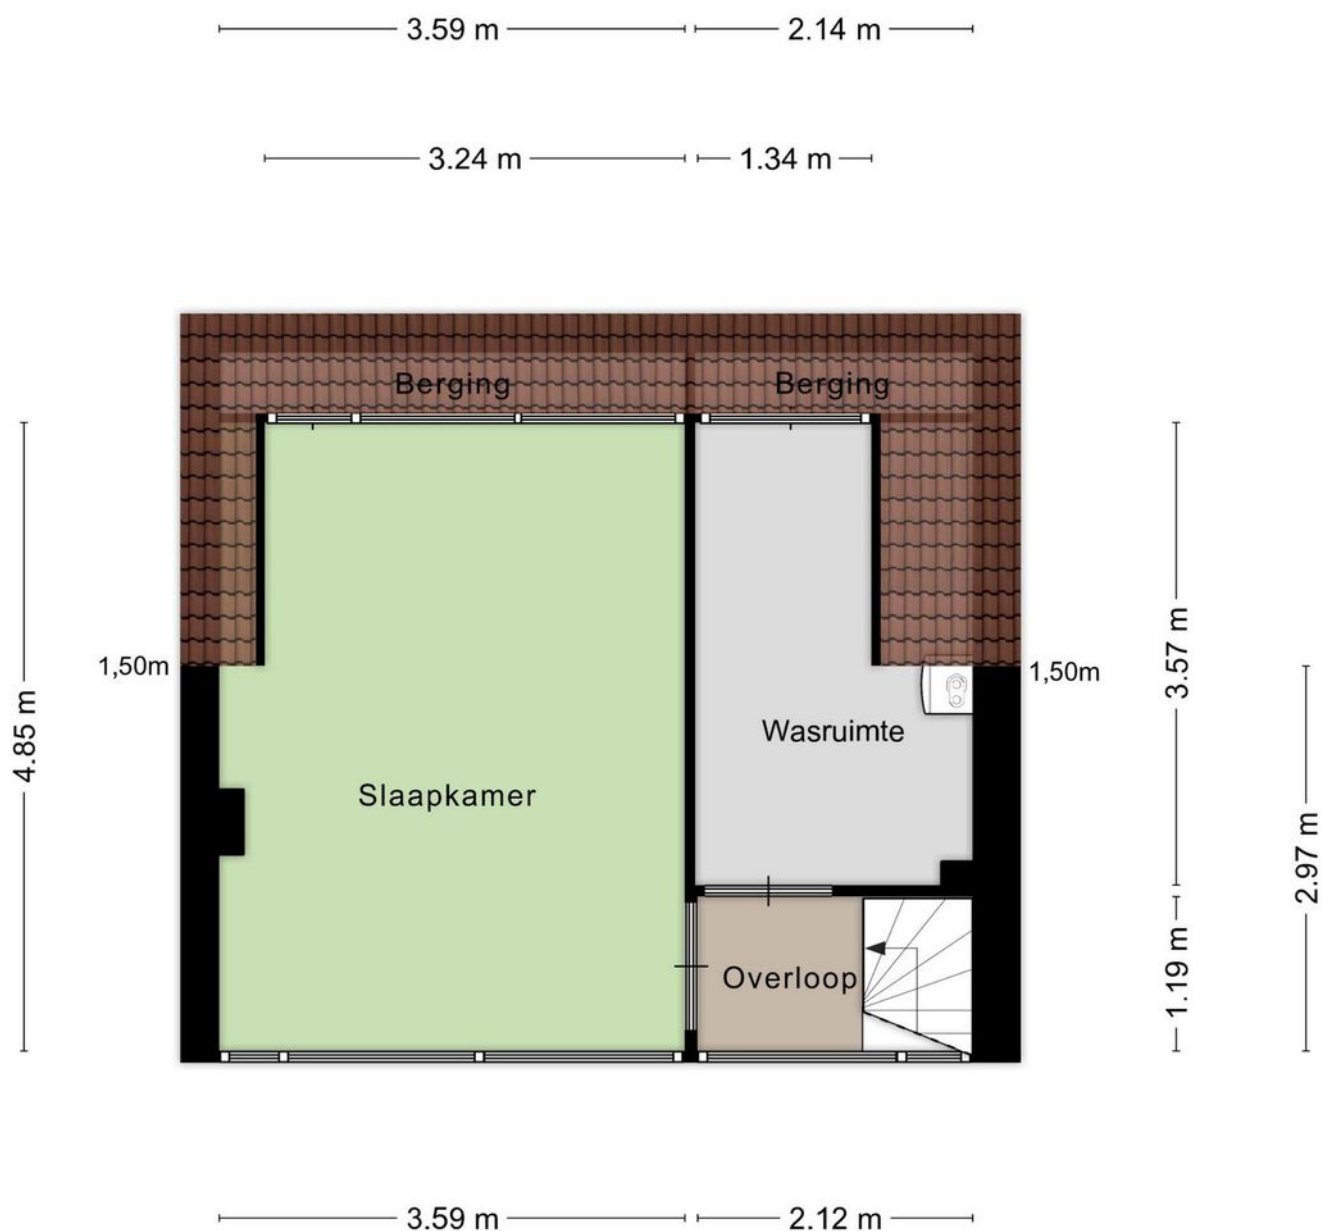 3.59 m
2.14 m
3.24 m
1.34 m
Berging
Berging
1,50m
1,50m
4.85 m
3.57 m
Wasruimte
Slaapkamer
2.97 m
Overloop
1.19 m
3.59 m
2.12 m